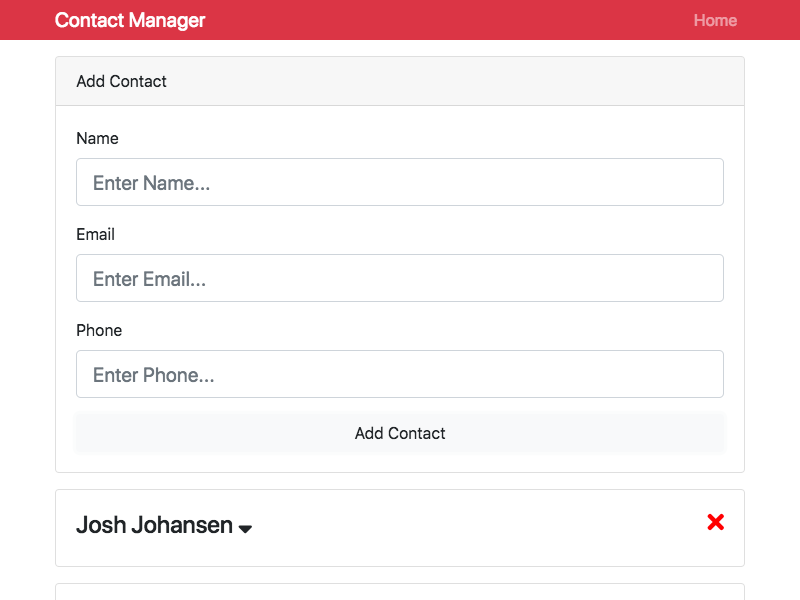 Contact Manager
Home
Add Contact
Name
Enter Name...
Email
Enter Email...
Phone
Enter Phone...
Add Contact
Josh Johansen